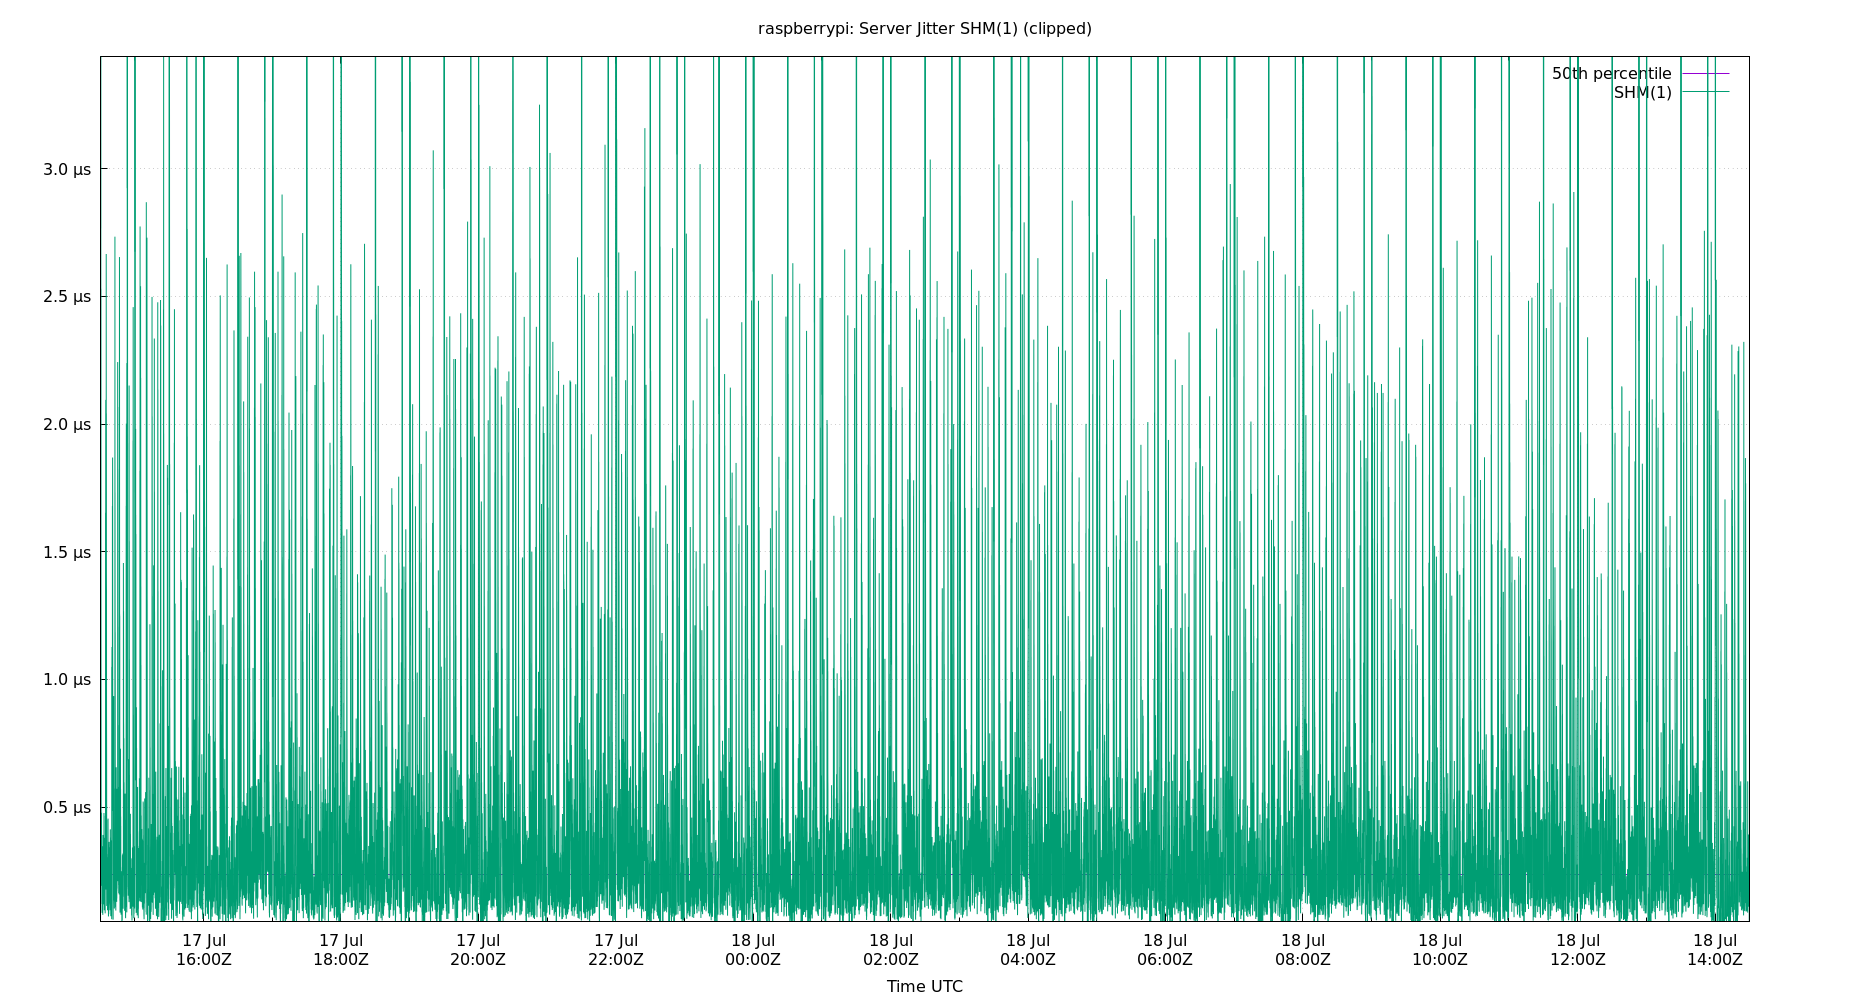 raspberrypi: Server Jitter SHM(1) (clipped)
50th percentile
SHM(1)
3.0 µs
2.5 µs
2.0 µs
1.5 µs
1.0 µs
0.5 µs
17 Jul 17 Jul 17 Jul 17 Jul 18 Jul 18 Jul 18 Jul 18 Jul 18 Jul 18 Jul 18 Jul 18 Jul
16:00Z 18:00Z 20:00Z 22:00Z 00:00Z 02:00Z 04:00Z 06:00Z 08:00Z 10:00Z 12:00Z 14:00Z
Time UTC